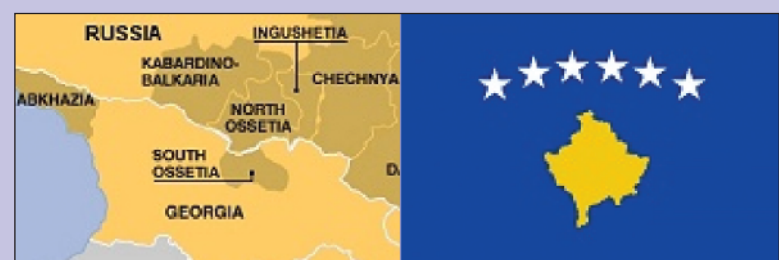 RUSSIA
INGUSHETIA
KABARDINO-
BALKARIA
CHECHNYA
ABKHAZIA
NORTH
OSSETIA
SOUTH
OSSETIA
D
GEORGIA